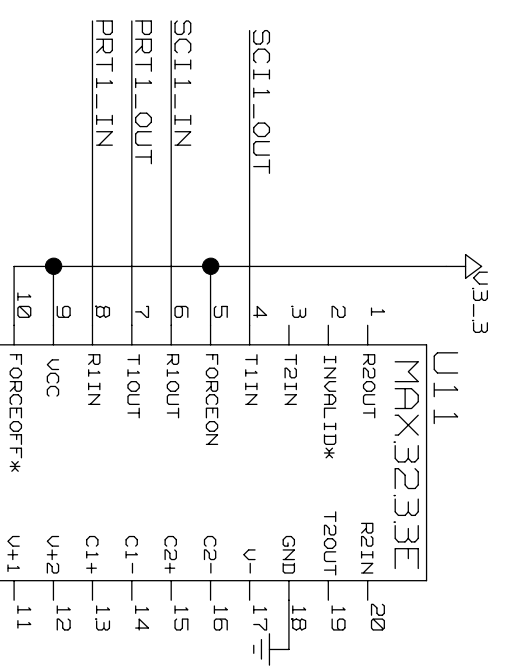 U11
MAX3233E
V3_3
SCI1_OUT
SCI1_IN
PRT1_OUT
PRT1_IN
1 R2OUT
2 INVALID*
3 T2IN
4 T1IN
5 FORCEON
6 R1OUT
7 T1OUT
8 R1IN
9 VCC
10 FORCEOFF*
R2IN 20
T2OUT 19
GND 18
V- 17
C2- 16
C2+ 15
C1- 14
C1+ 13
V+2 12
V+1 11